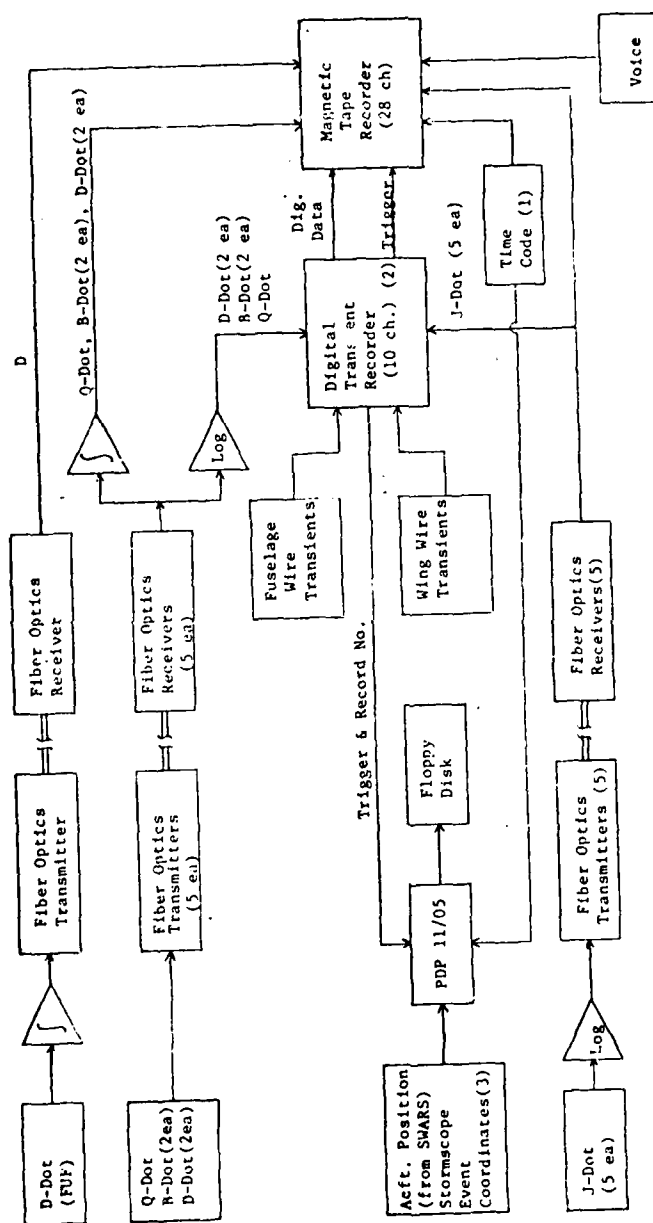 D-Dot
(FUF)
Fiber Optics
Transmitter
Fiber Optics
Receiver
D
Q-Dot
B-Dot(2ea)
D-Dot(2ea)
Fiber Optics
Transmitters
(5 ea)
Fiber Optics
Receivers
(5 ea)
Q-Dot, B-Dot(2 ea), D-Dot(2 ea)
Log
D-Dot(2 ea)
B-Dot(2 ea)
Q-Dot
Magnetic
Tape
Recorder
(28 ch)
Dig.
Data
Trigger
Digital
Trans ent
Recorder
(10 ch.) (2)
Fuselage
Wire
Transients
Wing Wire
Transients
J-Dot (5 ea)
Time
Code (1)
Voice
Trigger & Record No.
Floppy
Disk
PDP 11/05
Acft. Position
(from SWARS)
Stormscope
Event
Coordinates(3)
J-Dot
(5 ea)
Log
Fiber Optics
Transmitters (5)
Fiber Optics
Receivers(5)